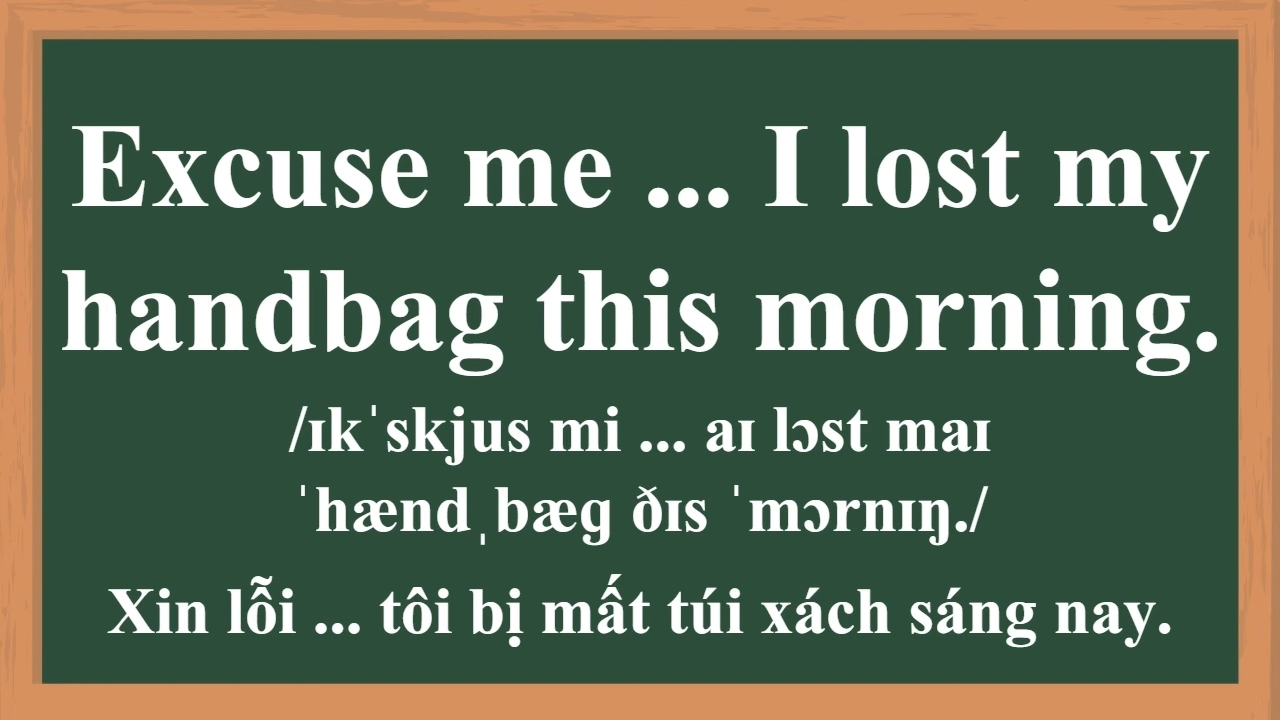 Excuse me ... I lost my
handbag this morning.
/ɪkˈskjus mi ... aɪ lɔst maɪ
ˈhændˌbæɡ ðɪs ˈmɔrnɪŋ./
Xin lỗi ... tôi bị mất túi xách sáng nay.